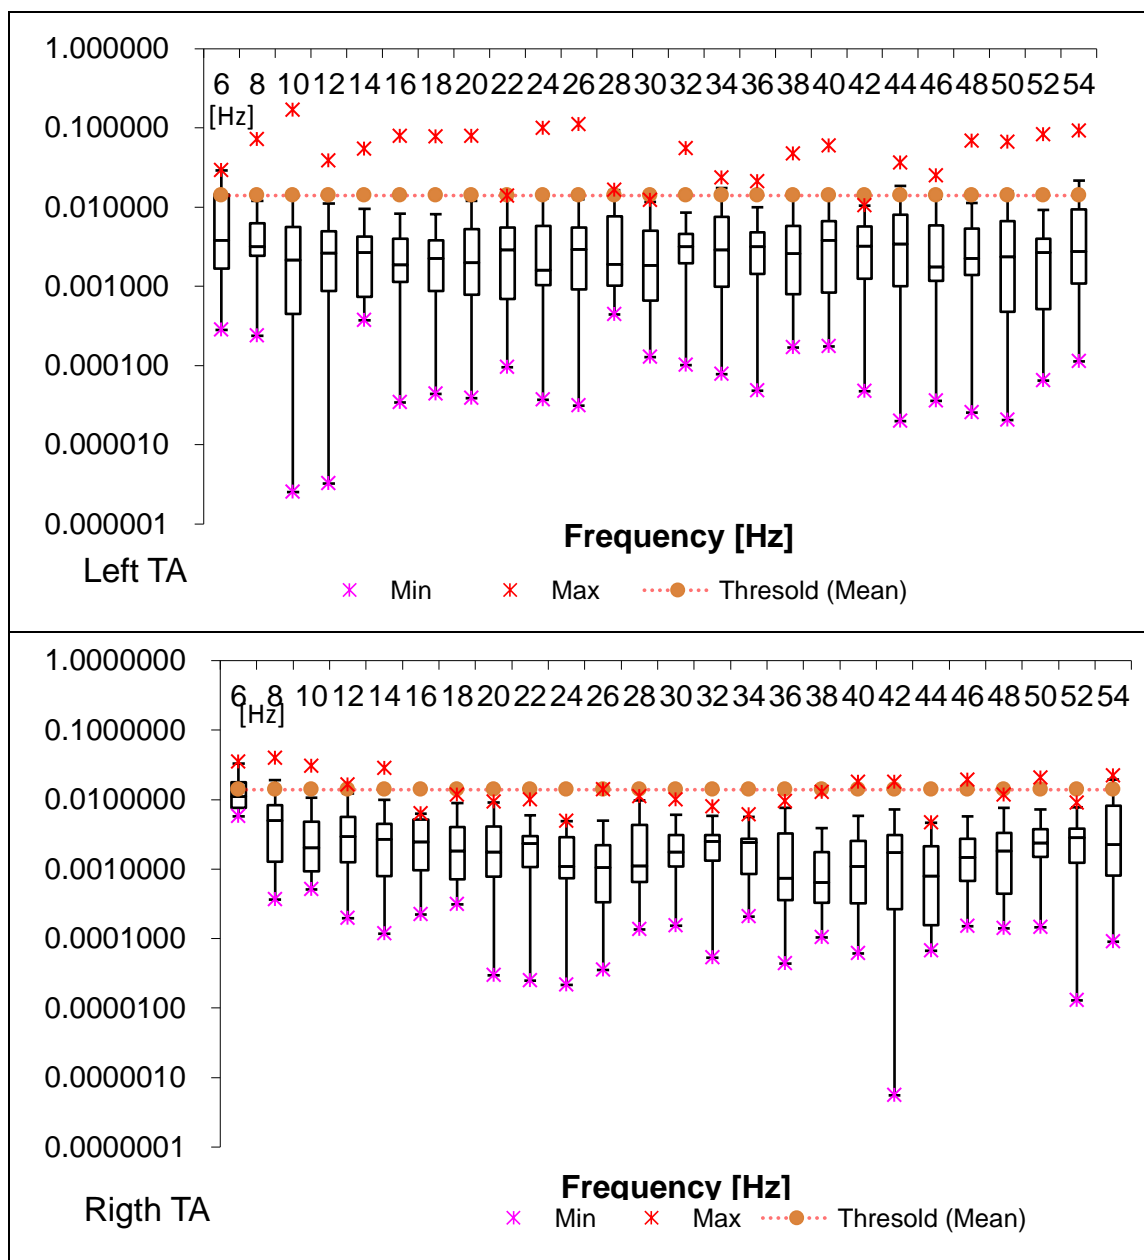 1.000000
6 8 10 12 14 16 18 20 22 24 26 28 30 32 34 36 38 40 42 44 46 48 50 52 54
[Hz]
0.100000
0.010000
0.001000
0.000100
0.000010
0.000001
Frequency [Hz]
Left TA
Min Max Thresold (Mean)
1.0000000
6 8 10 12 14 16 18 20 22 24 26 28 30 32 34 36 38 40 42 44 46 48 50 52 54
[Hz]
0.1000000
0.0100000
0.0010000
0.0001000
0.0000100
0.0000010
0.0000001
Frequency [Hz]
Rigth TA
Min Max Thresold (Mean)